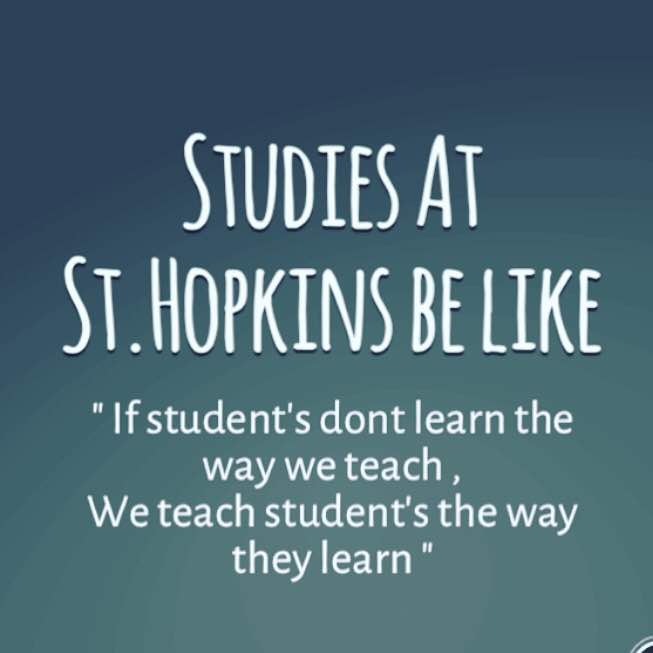 STUDIES AT
ST.HOPKINS BE LIKE
" If student's dont learn the
way we teach ,
We teach student's the way
they learn "